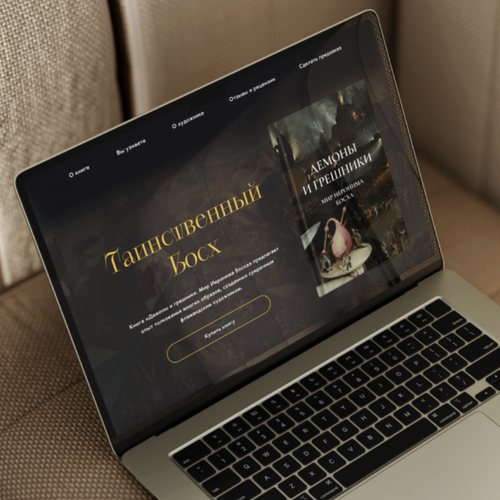 О книге
Вы узнаете
О художнике
Отзывы и рецензии
Сделать предзаказ
Таинственный
Босх
Книга «Демоны и грешники. Мир Иеронима Босха» предлагает
опыт толкования многих образов, созданных сумрачным
фламандским художником.
Купить книгу
ДЕМОНЫ
И ГРЕШНИКИ
МИР ИЕРОНИМА
БОСХА